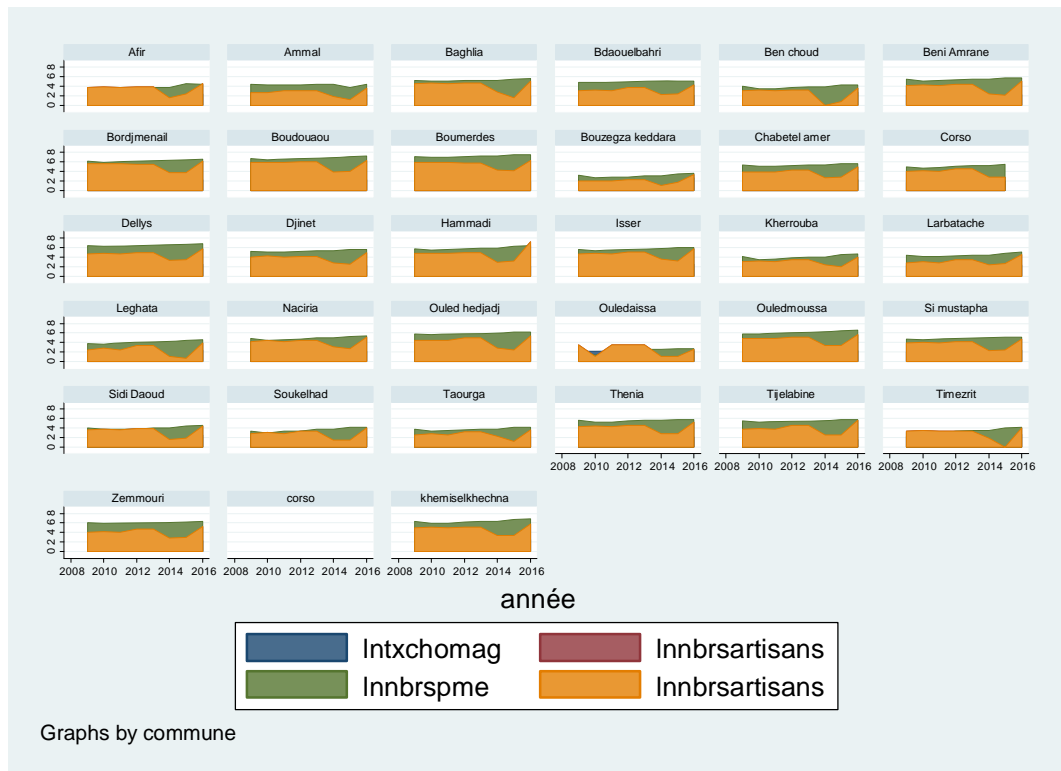 Afir Ammal Baghlia Bdaouelbahri Ben choud Beni Amrane
0 2 4 6 8
Bordjmenail Boudouaou Boumerdes Bouzegza keddara Chabetel amer Corso
0 2 4 6 8
Dellys Djinet Hammadi Isser Kherrouba Larbatache
0 2 4 6 8
Leghata Naciria Ouled hedjadj Ouledaissa Ouledmoussa Si mustapha
0 2 4 6 8
Sidi Daoud Soukelhad Taourga Thenia Tijelabine Timezrit
0 2 4 6 8
2008 2010 2012 2014 2016 2008 2010 2012 2014 2016 2008 2010 2012 2014 2016
Zemmouri corso khemiselkhechna
0 2 4 6 8
2008 2010 2012 2014 2016 2008 2010 2012 2014 2016 2008 2010 2012 2014 2016
année
lntxchomag lnnbrsartisans
lnnbrspme lnnbrsartisans
Graphs by commune